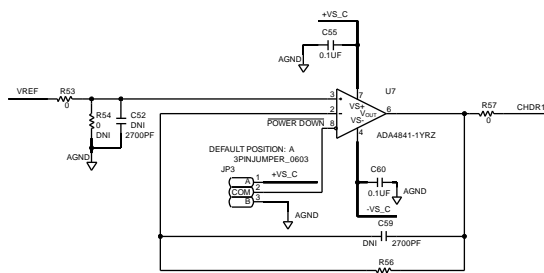 +VS_C
C55
AGND
0.1UF
U7
VREF
R53
0
3
7
VS+
VOUT
VS-
6
R57
0
CHDR1
2
8
4
POWER DOWN
ADA4841-1YRZ
R54
0
DNI
C52
DNI
2700PF
AGND
DEFAULT POSITION: A
3PINJUMPER_0603
JP3
A
1
+VS_C
COM
2
B
3
AGND
C60
0.1UF
AGND
-VS_C
C59
DNI
2700PF
R56